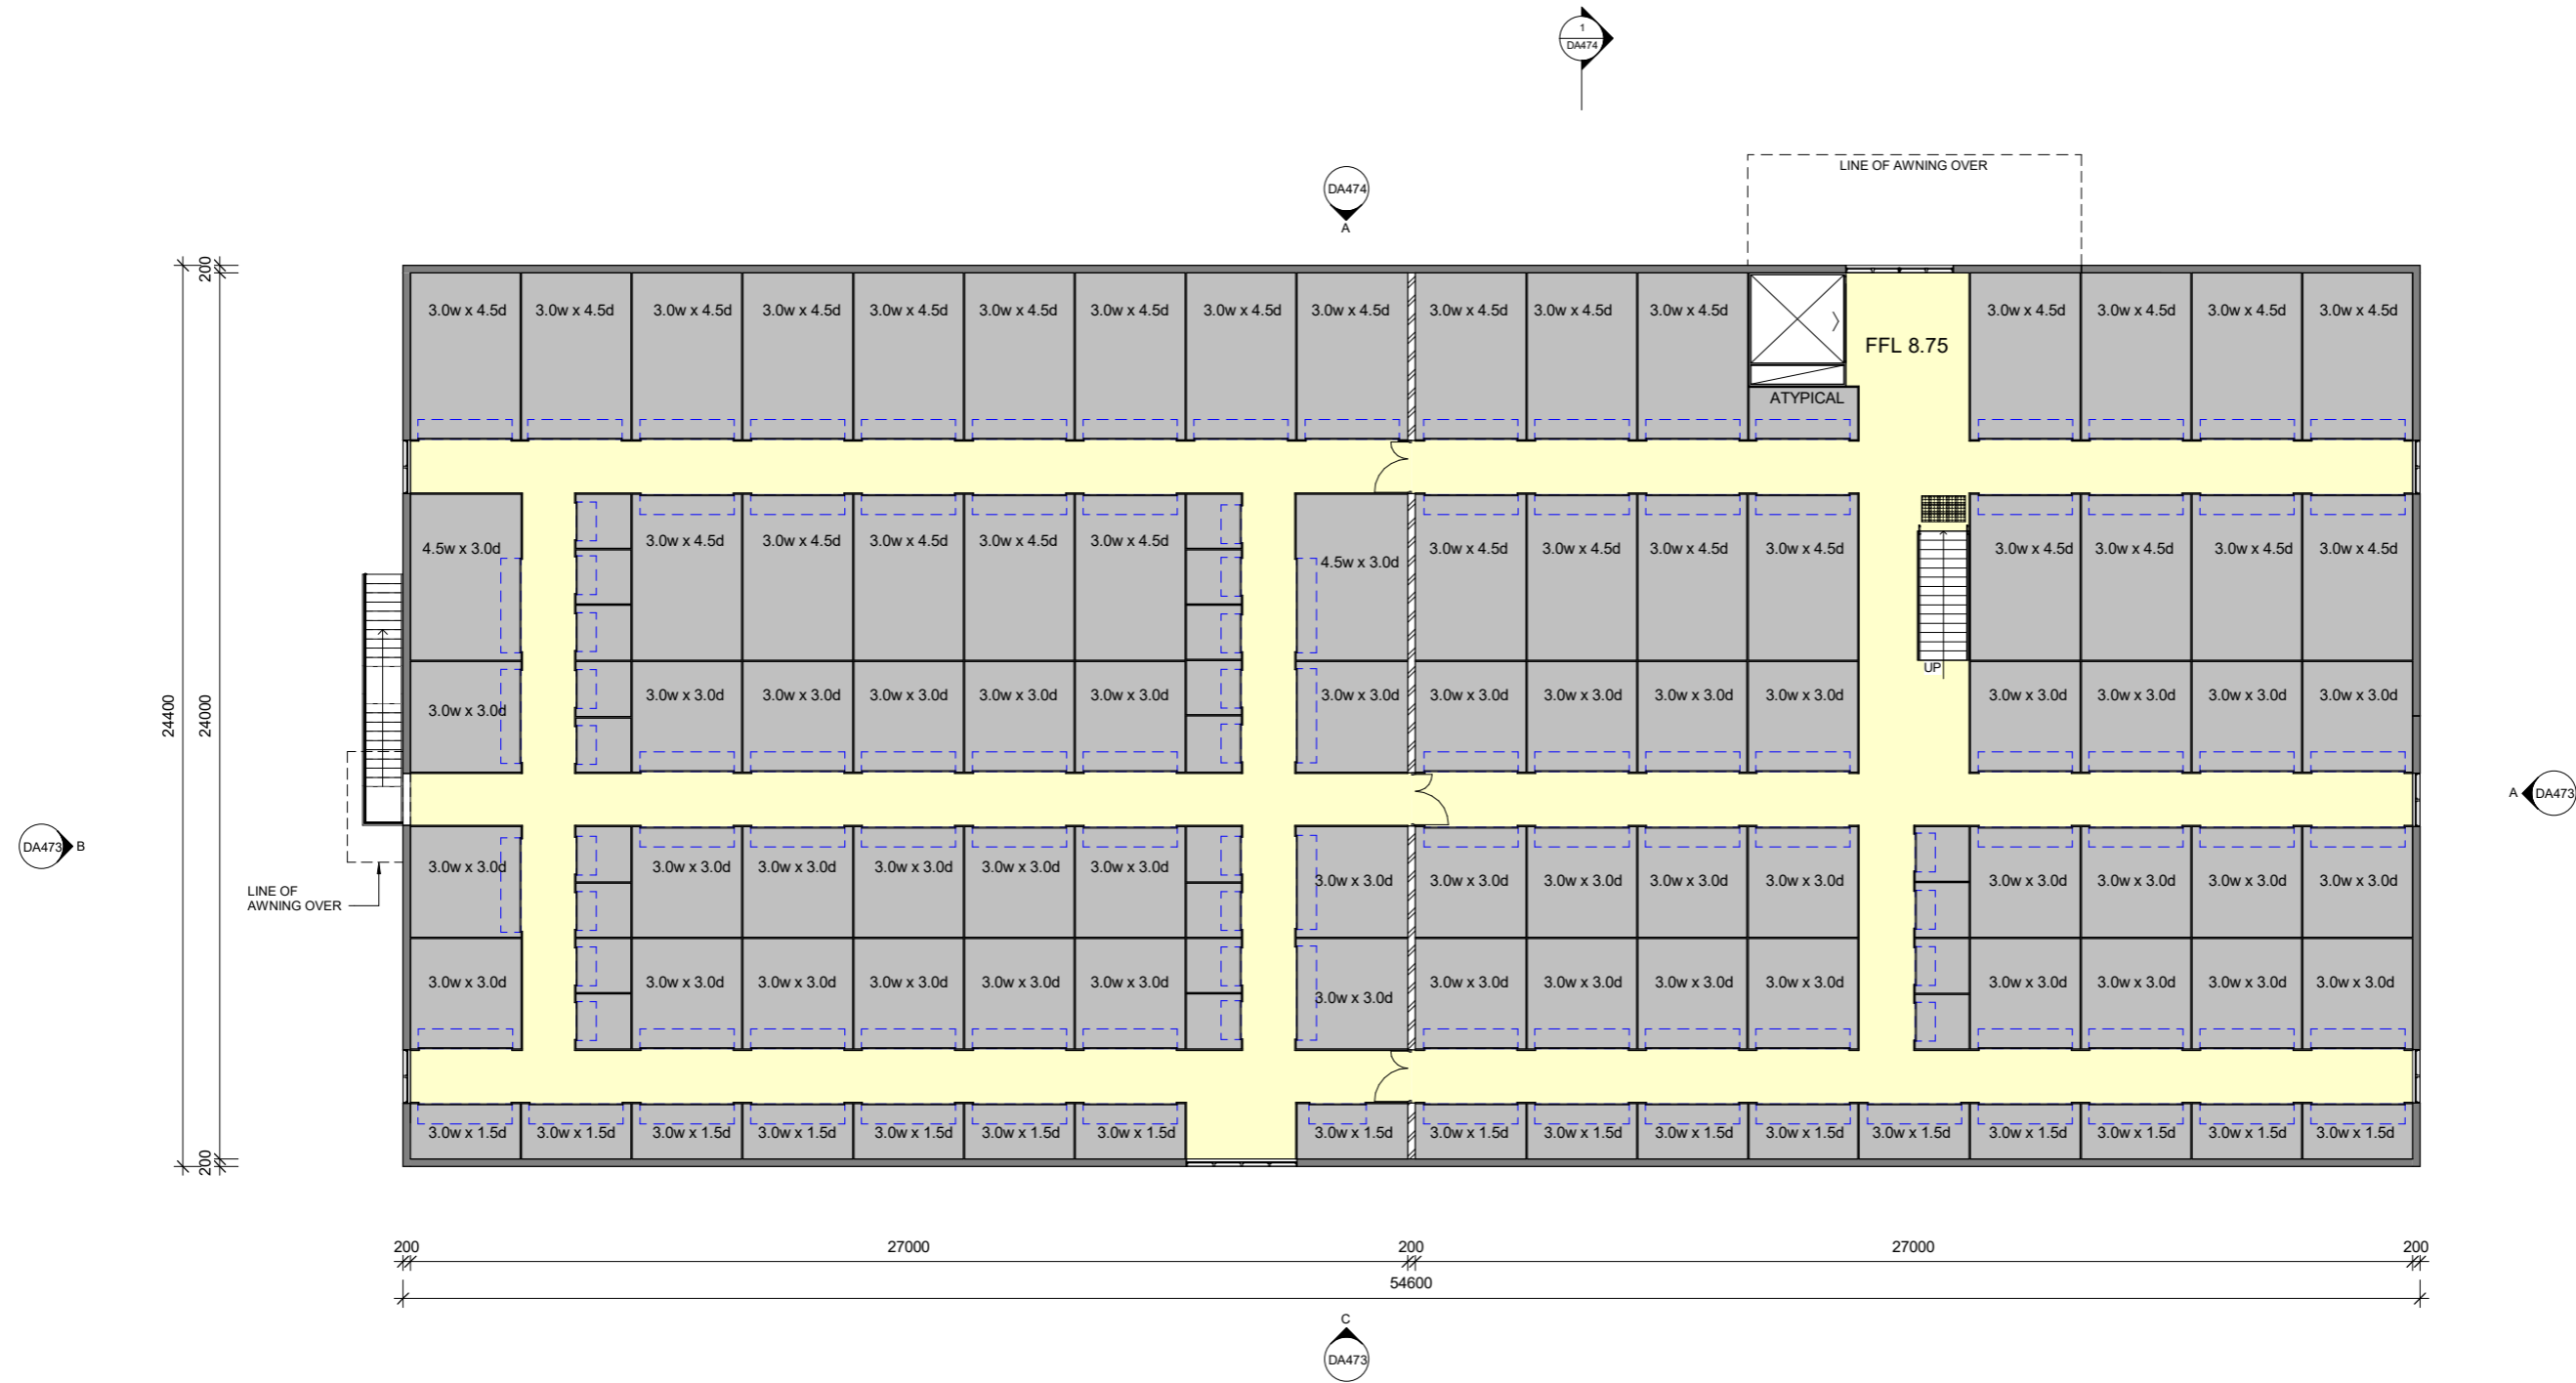 1
DA474
LINE OF AWNING OVER
DA474
A
200
3.0w x 4.5d 3.0w x 4.5d 3.0w x 4.5d 3.0w x 4.5d 3.0w x 4.5d 3.0w x 4.5d 3.0w x 4.5d 3.0w x 4.5d 3.0w x 4.5d 3.0w x 4.5d 3.0w x 4.5d 3.0w x 4.5d 3.0w x 4.5d 3.0w x 4.5d 3.0w x 4.5d 3.0w x 4.5d
FFL 8.75
ATYPICAL
4.5w x 3.0d 3.0w x 4.5d 3.0w x 4.5d 3.0w x 4.5d 3.0w x 4.5d 3.0w x 4.5d 4.5w x 3.0d 3.0w x 4.5d 3.0w x 4.5d 3.0w x 4.5d 3.0w x 4.5d 3.0w x 4.5d 3.0w x 4.5d 3.0w x 4.5d 3.0w x 4.5d
UP
24400
24000
3.0w x 3.0d 3.0w x 3.0d 3.0w x 3.0d 3.0w x 3.0d 3.0w x 3.0d 3.0w x 3.0d 3.0w x 3.0d 3.0w x 3.0d 3.0w x 3.0d 3.0w x 3.0d 3.0w x 3.0d 3.0w x 3.0d 3.0w x 3.0d 3.0w x 3.0d 3.0w x 3.0d
A
DA473
DA473
B
3.0w x 3.0d 3.0w x 3.0d 3.0w x 3.0d 3.0w x 3.0d 3.0w x 3.0d 3.0w x 3.0d 3.0w x 3.0d 3.0w x 3.0d 3.0w x 3.0d 3.0w x 3.0d 3.0w x 3.0d 3.0w x 3.0d 3.0w x 3.0d 3.0w x 3.0d 3.0w x 3.0d
LINE OF
AWNING OVER
3.0w x 3.0d 3.0w x 3.0d 3.0w x 3.0d 3.0w x 3.0d 3.0w x 3.0d 3.0w x 3.0d 3.0w x 3.0d 3.0w x 3.0d 3.0w x 3.0d 3.0w x 3.0d 3.0w x 3.0d 3.0w x 3.0d 3.0w x 3.0d 3.0w x 3.0d 3.0w x 3.0d
3.0w x 1.5d 3.0w x 1.5d 3.0w x 1.5d 3.0w x 1.5d 3.0w x 1.5d 3.0w x 1.5d 3.0w x 1.5d 3.0w x 1.5d 3.0w x 1.5d 3.0w x 1.5d 3.0w x 1.5d 3.0w x 1.5d 3.0w x 1.5d 3.0w x 1.5d 3.0w x 1.5d 3.0w x 1.5d 3.0w x 1.5d
200
200 27000 200 27000 200
54600
C
DA473